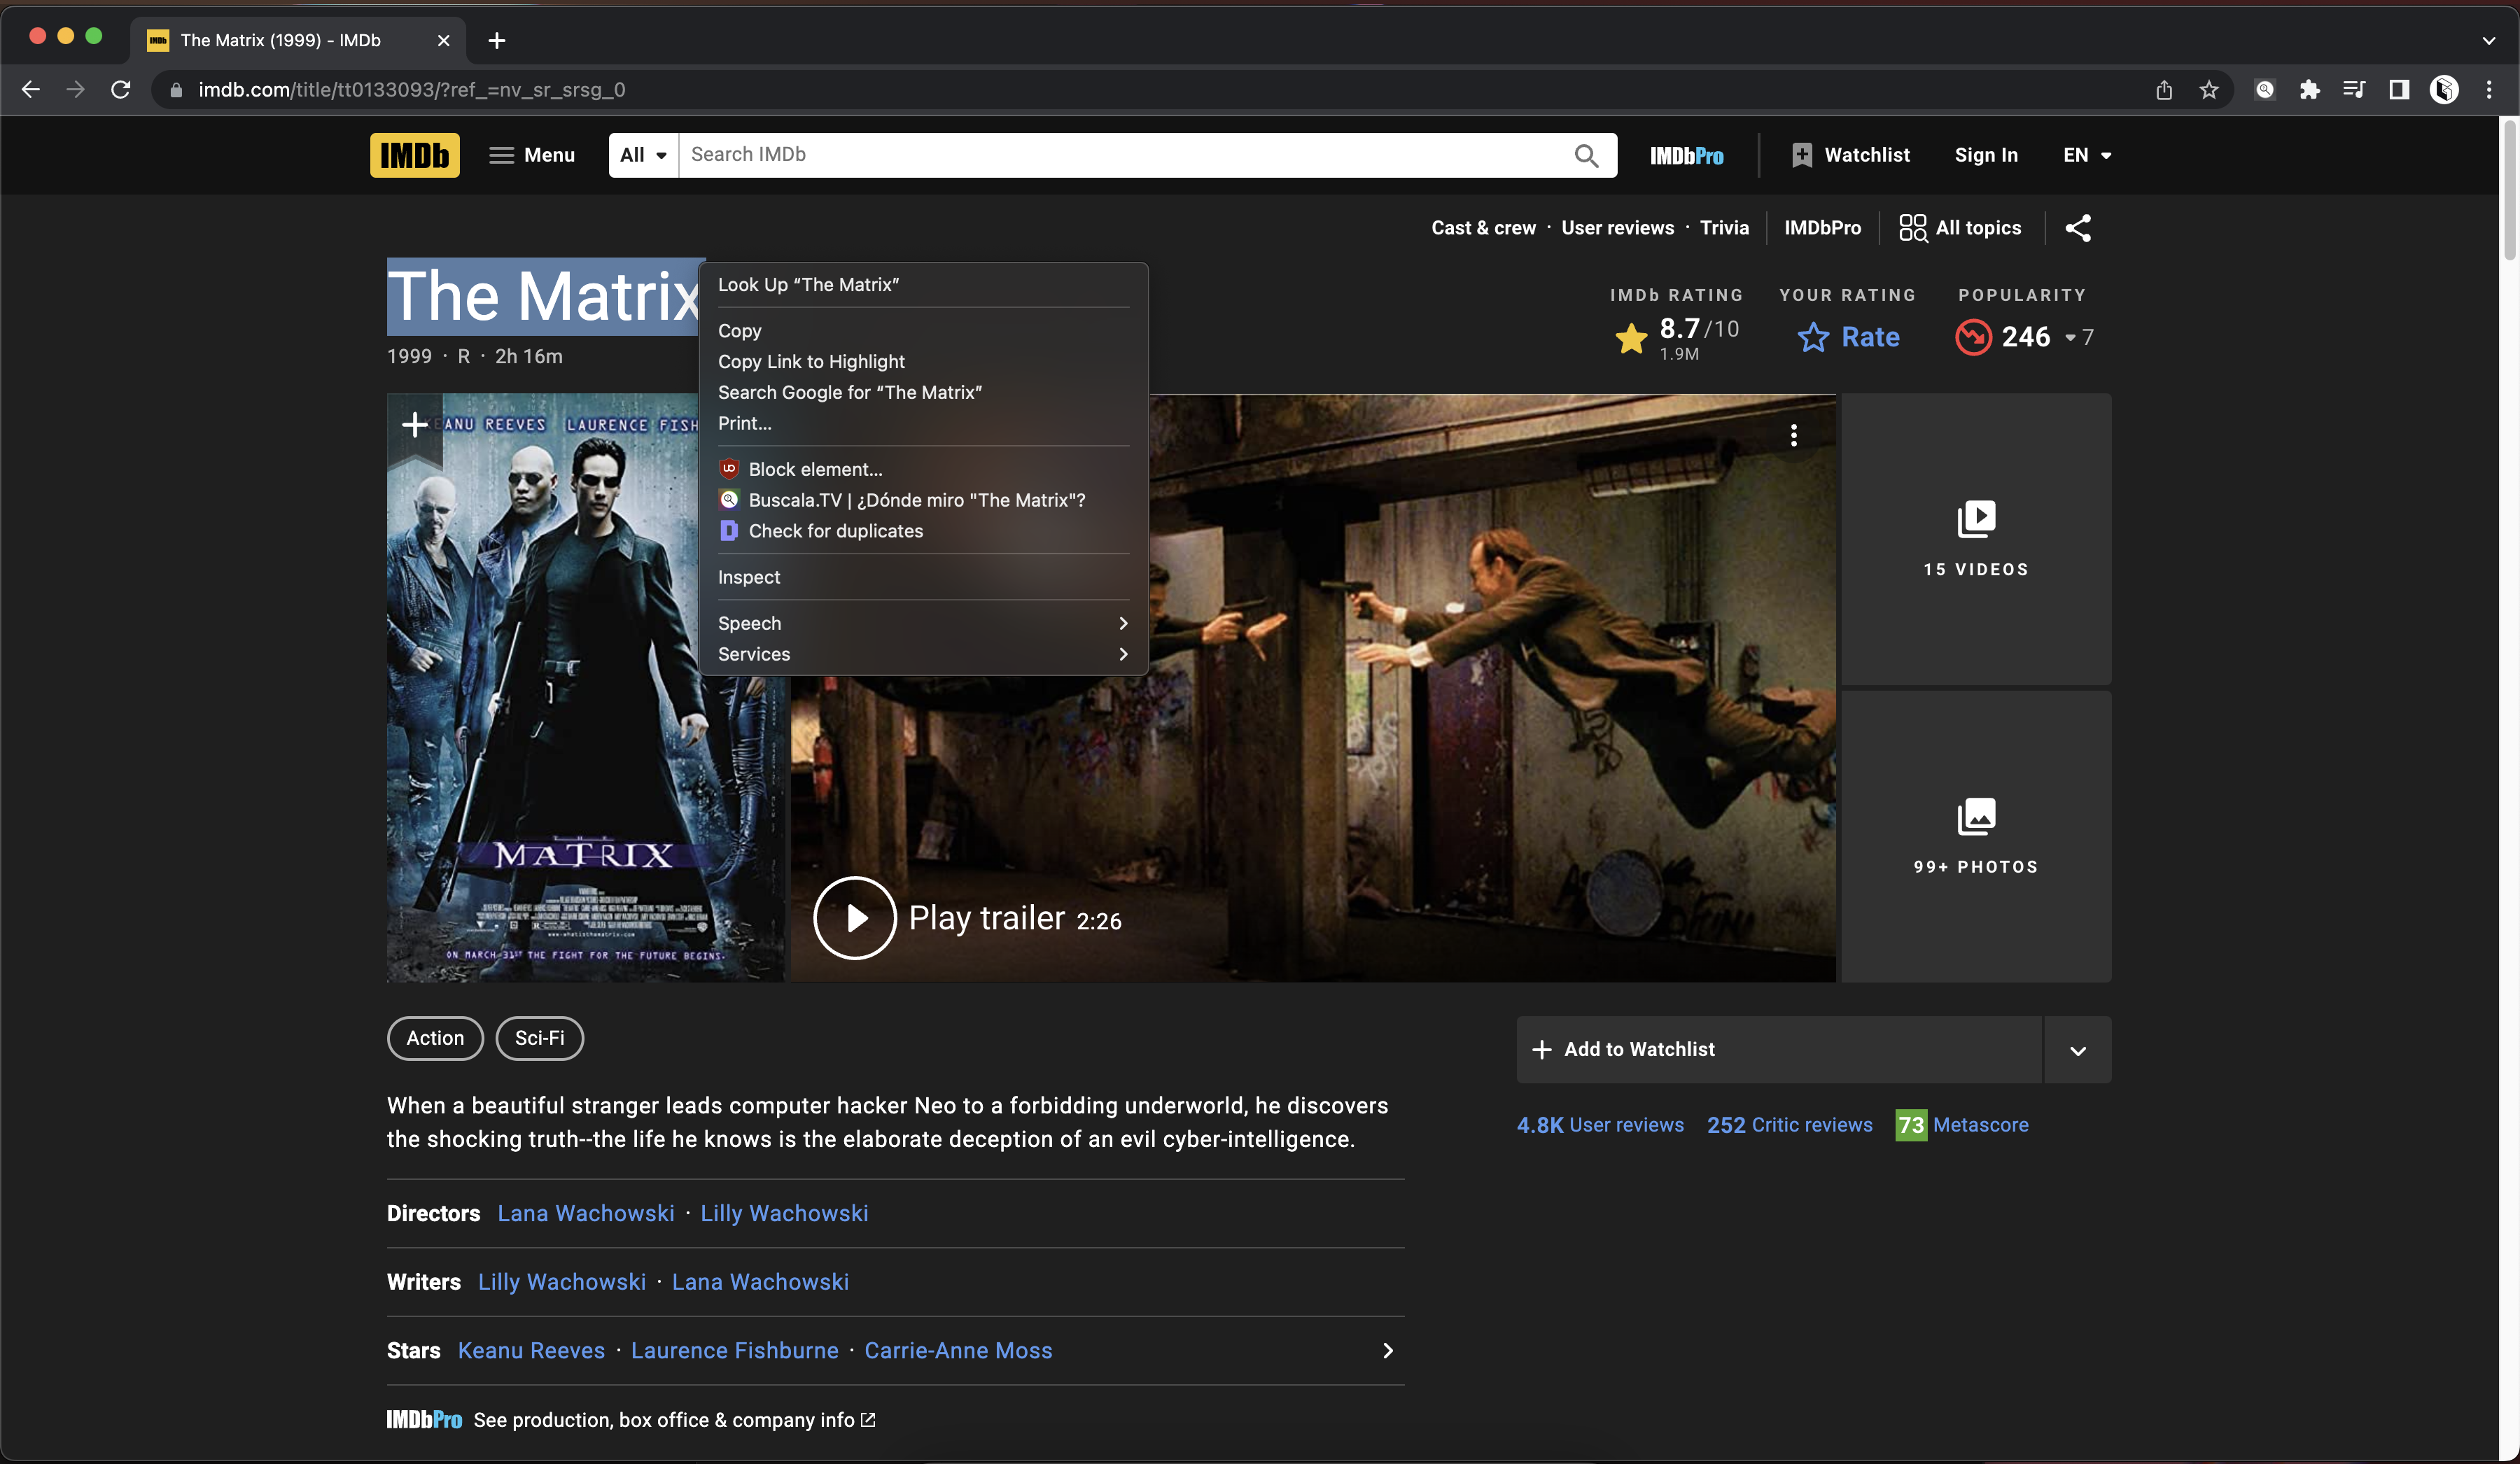 The Matrix (1999) - IMDb
imdb.com/title/tt0133093/?ref_=nv_sr_srsg_0
IMDb Menu All Search IMDb IMDbPro Watchlist Sign In EN
Cast & crew · User reviews · Trivia IMDbPro All topics
The Matrix
1999 · R · 2h 16m
IMDb RATING YOUR RATING POPULARITY
8.7/10 Rate 246 7
1.9M
Look Up “The Matrix”
Copy
Copy Link to Highlight
Search Google for “The Matrix”
Print...
Block element...
Buscala.TV | ¿Dónde miro "The Matrix"?
Check for duplicates
Inspect
Speech
Services
KEANU REEVES LAURENCE FISH
THE
MATRIX
www.whatisthematrix.com
ON MARCH 31ST THE FIGHT FOR THE FUTURE BEGINS.
Play trailer 2:26
15 VIDEOS
99+ PHOTOS
Action Sci-Fi
When a beautiful stranger leads computer hacker Neo to a forbidding underworld, he discovers
the shocking truth--the life he knows is the elaborate deception of an evil cyber-intelligence.
Directors Lana Wachowski · Lilly Wachowski
Writers Lilly Wachowski · Lana Wachowski
Stars Keanu Reeves · Laurence Fishburne · Carrie-Anne Moss
IMDbPro See production, box office & company info
Add to Watchlist
4.8K User reviews 252 Critic reviews 73 Metascore